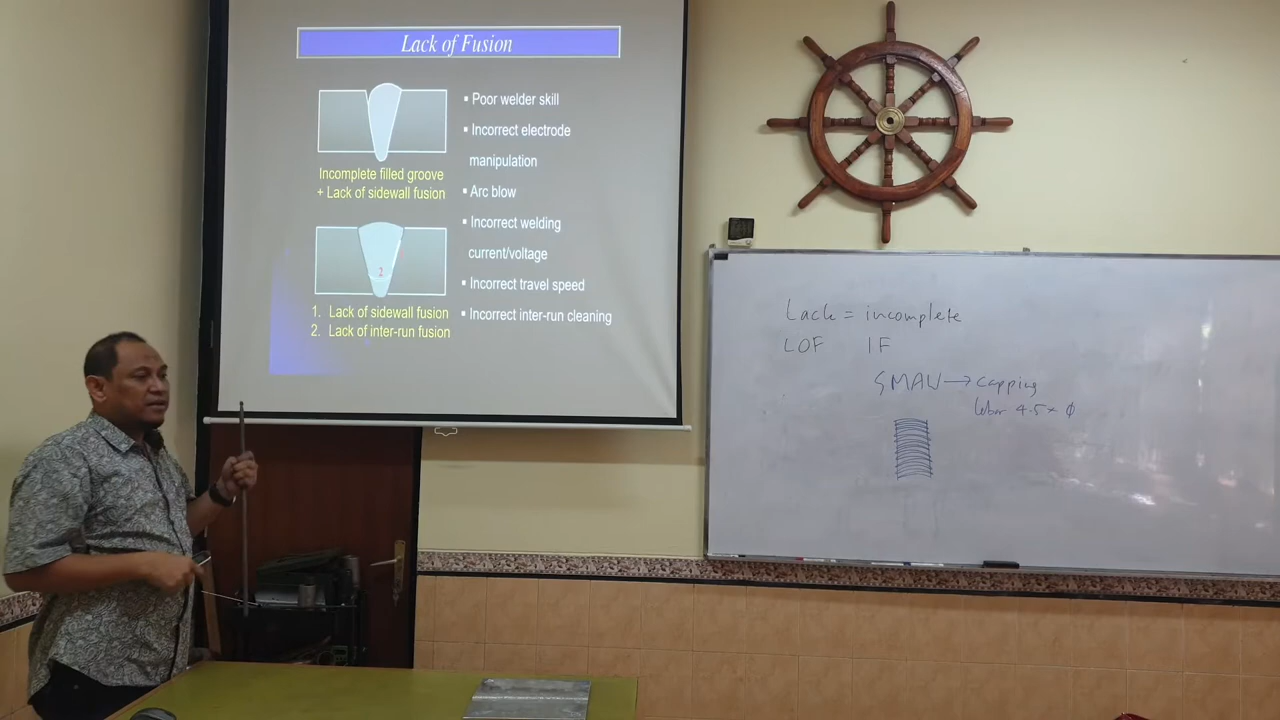 Lack of Fusion
▪ Poor welder skill
▪ Incorrect electrode
manipulation
▪ Arc blow
▪ Incorrect welding
current/voltage
▪ Incorrect travel speed
▪ Incorrect inter-run cleaning
Incomplete filled groove
+ Lack of sidewall fusion
2
1. Lack of sidewall fusion
2. Lack of inter-run fusion
Lack = incomplete
LOF IF
SMAW → capping
lebar 4.5 × φ